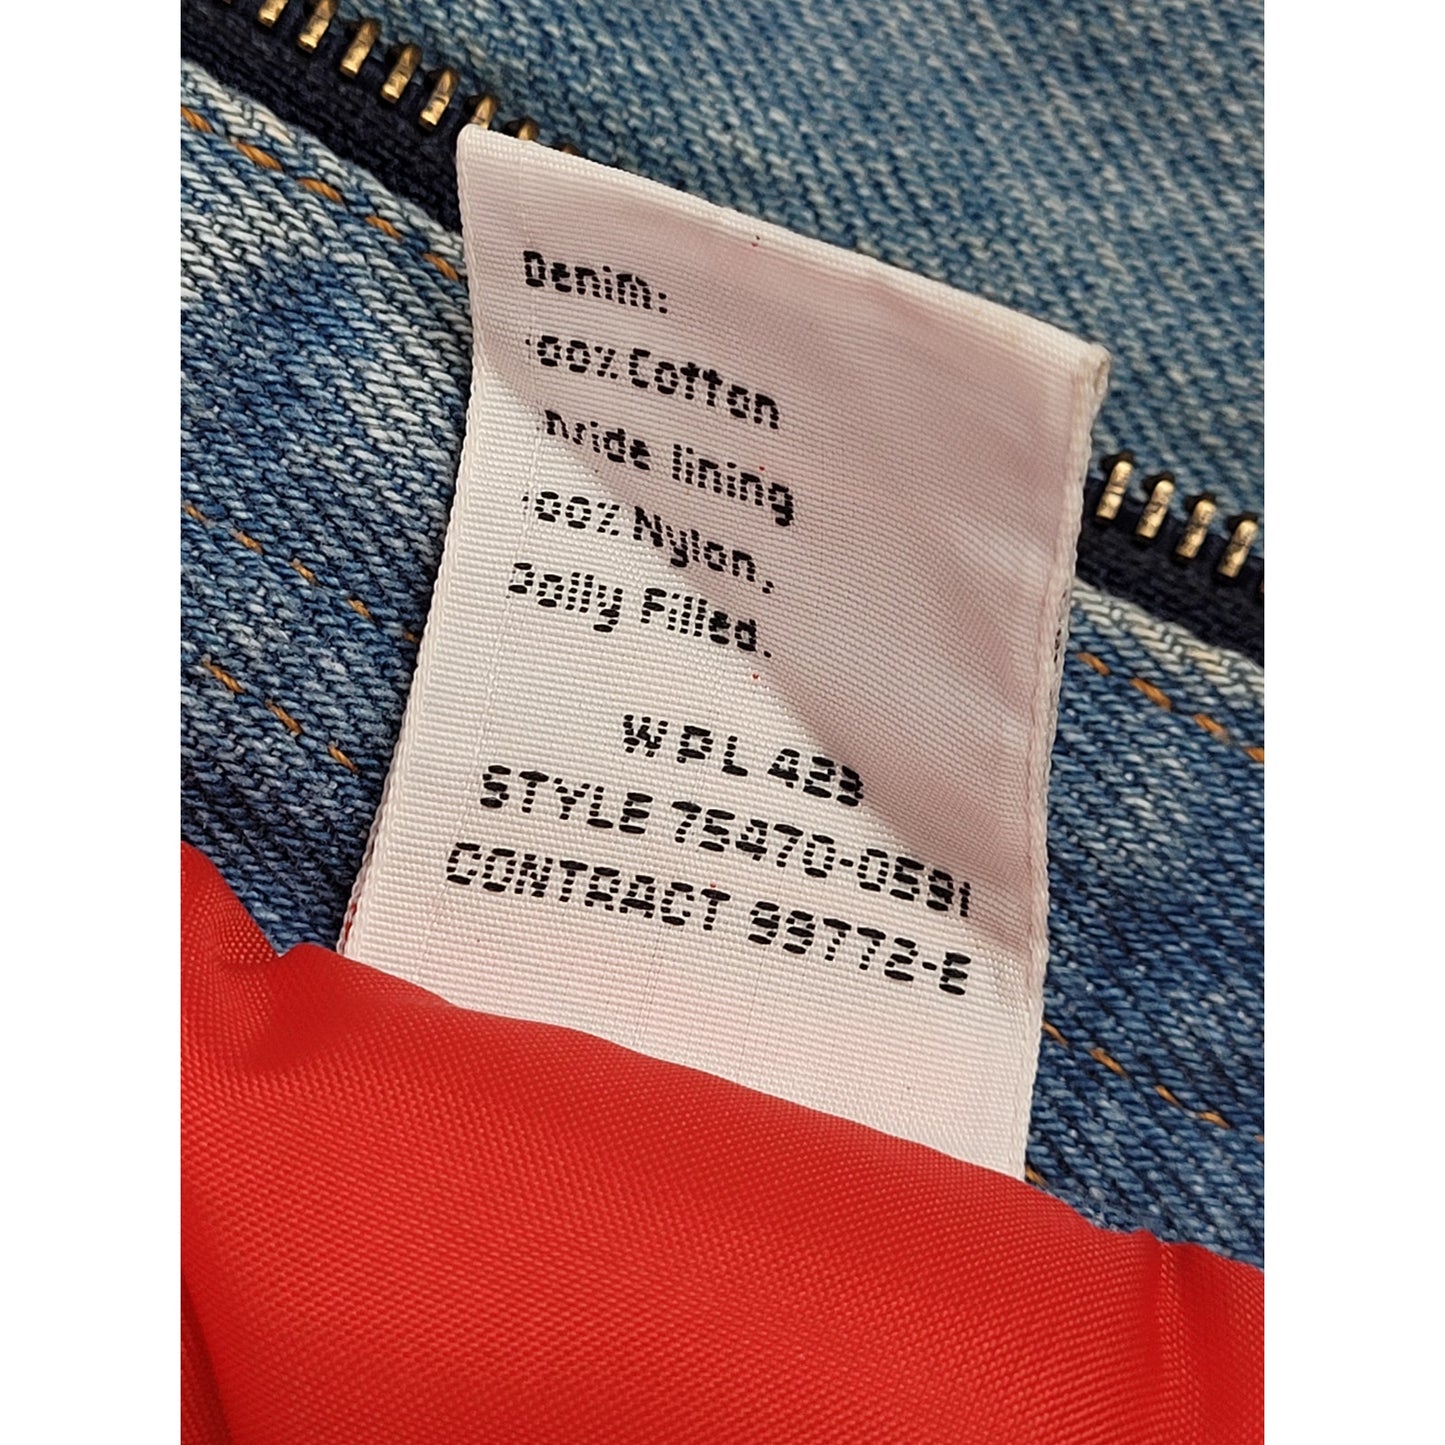 Denim:
100% Cotton
Inside lining
100% Nylon,
Polly Filled.
WPL 423
STYLE 75470-0591
CONTRACT 99772-E